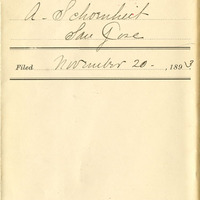 A. Schoenheit
San Jose
Filed November 20 - , 1893